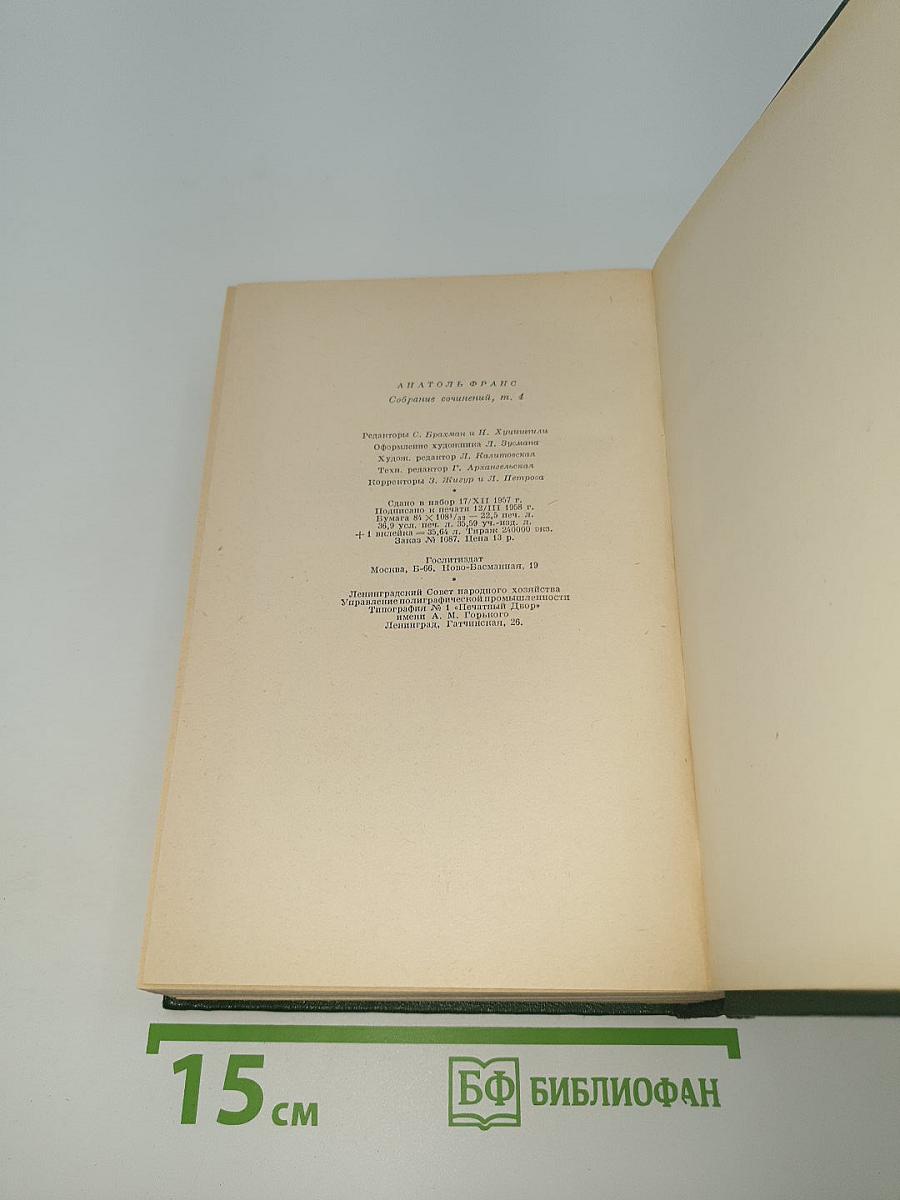 АНАТОЛЬ ФРАНС
Собрание сочинений, т. 4
Редакторы С. Брахман и Н. Хуцишвили
Оформление художника Л. Зусмана
Худож. редактор Л. Калитовская
Техн. редактор Г. Архангельская
Корректоры З. Жигур и Л. Петрова
*
Сдано в набор 17/XII 1957 г.
Подписано к печати 12/III 1958 г.
Бумага 84 × 108 1/32 — 22,5 печ. л.
36,9 усл. печ. л. 35,59 уч.-изд. л.
+ 1 вклейка — 35,64 л. Тираж 240000 экз.
Заказ № 1087. Цена 13 р.
Гослитиздат
Москва, Б-66, Ново-Басманная, 19
*
Ленинградский Совет народного хозяйства
Управление полиграфической промышленности
Типография № 1 «Печатный Двор»
имени А. М. Горького
Ленинград, Гатчинская, 26.
15 см
БФ БИБЛИОФАН